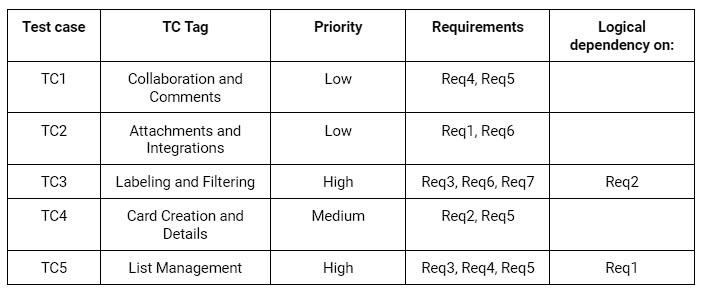 Test case TC Tag Priority Requirements Logical
dependency on:
TC1 Collaboration and Low Req4, Req5
Comments
TC2 Attachments and Low Req1, Req6
Integrations
TC3 Labeling and Filtering High Req3, Req6, Req7 Req2
TC4 Card Creation and Medium Req2, Req5
Details
TC5 List Management High Req3, Req4, Req5 Req1